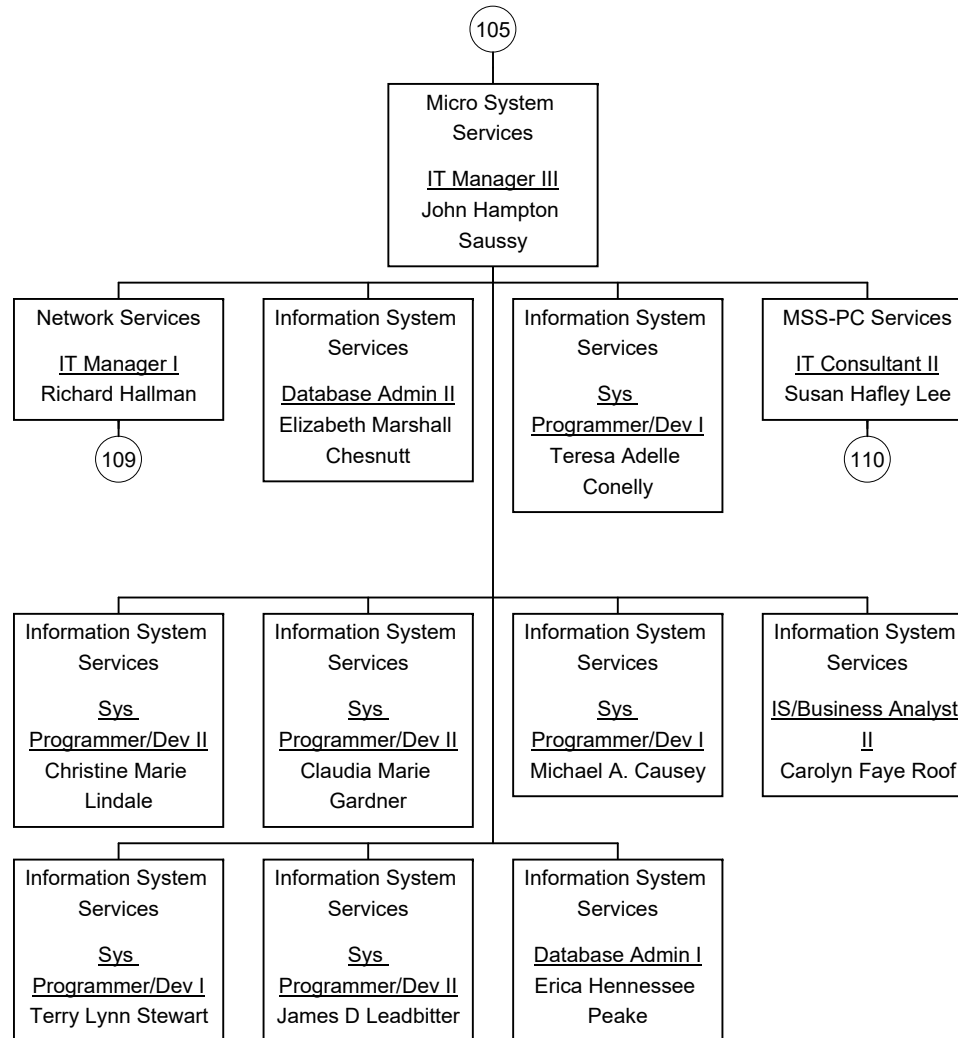 105
Micro System
Services
IT Manager III
John Hampton
Saussy
Network Services
IT Manager I
Richard Hallman
109
Information System
Services
Database Admin II
Elizabeth Marshall
Chesnutt
Information System
Services
Sys
Programmer/Dev I
Teresa Adelle
Conelly
MSS-PC Services
IT Consultant II
Susan Hafley Lee
110
Information System
Services
Sys
Programmer/Dev II
Christine Marie
Lindale
Information System
Services
Sys
Programmer/Dev II
Claudia Marie
Gardner
Information System
Services
Sys
Programmer/Dev I
Michael A. Causey
Information System
Services
IS/Business Analyst
II
Carolyn Faye Roof
Information System
Services
Sys
Programmer/Dev I
Terry Lynn Stewart
Information System
Services
Sys
Programmer/Dev II
James D Leadbitter
Information System
Services
Database Admin I
Erica Hennessee
Peake